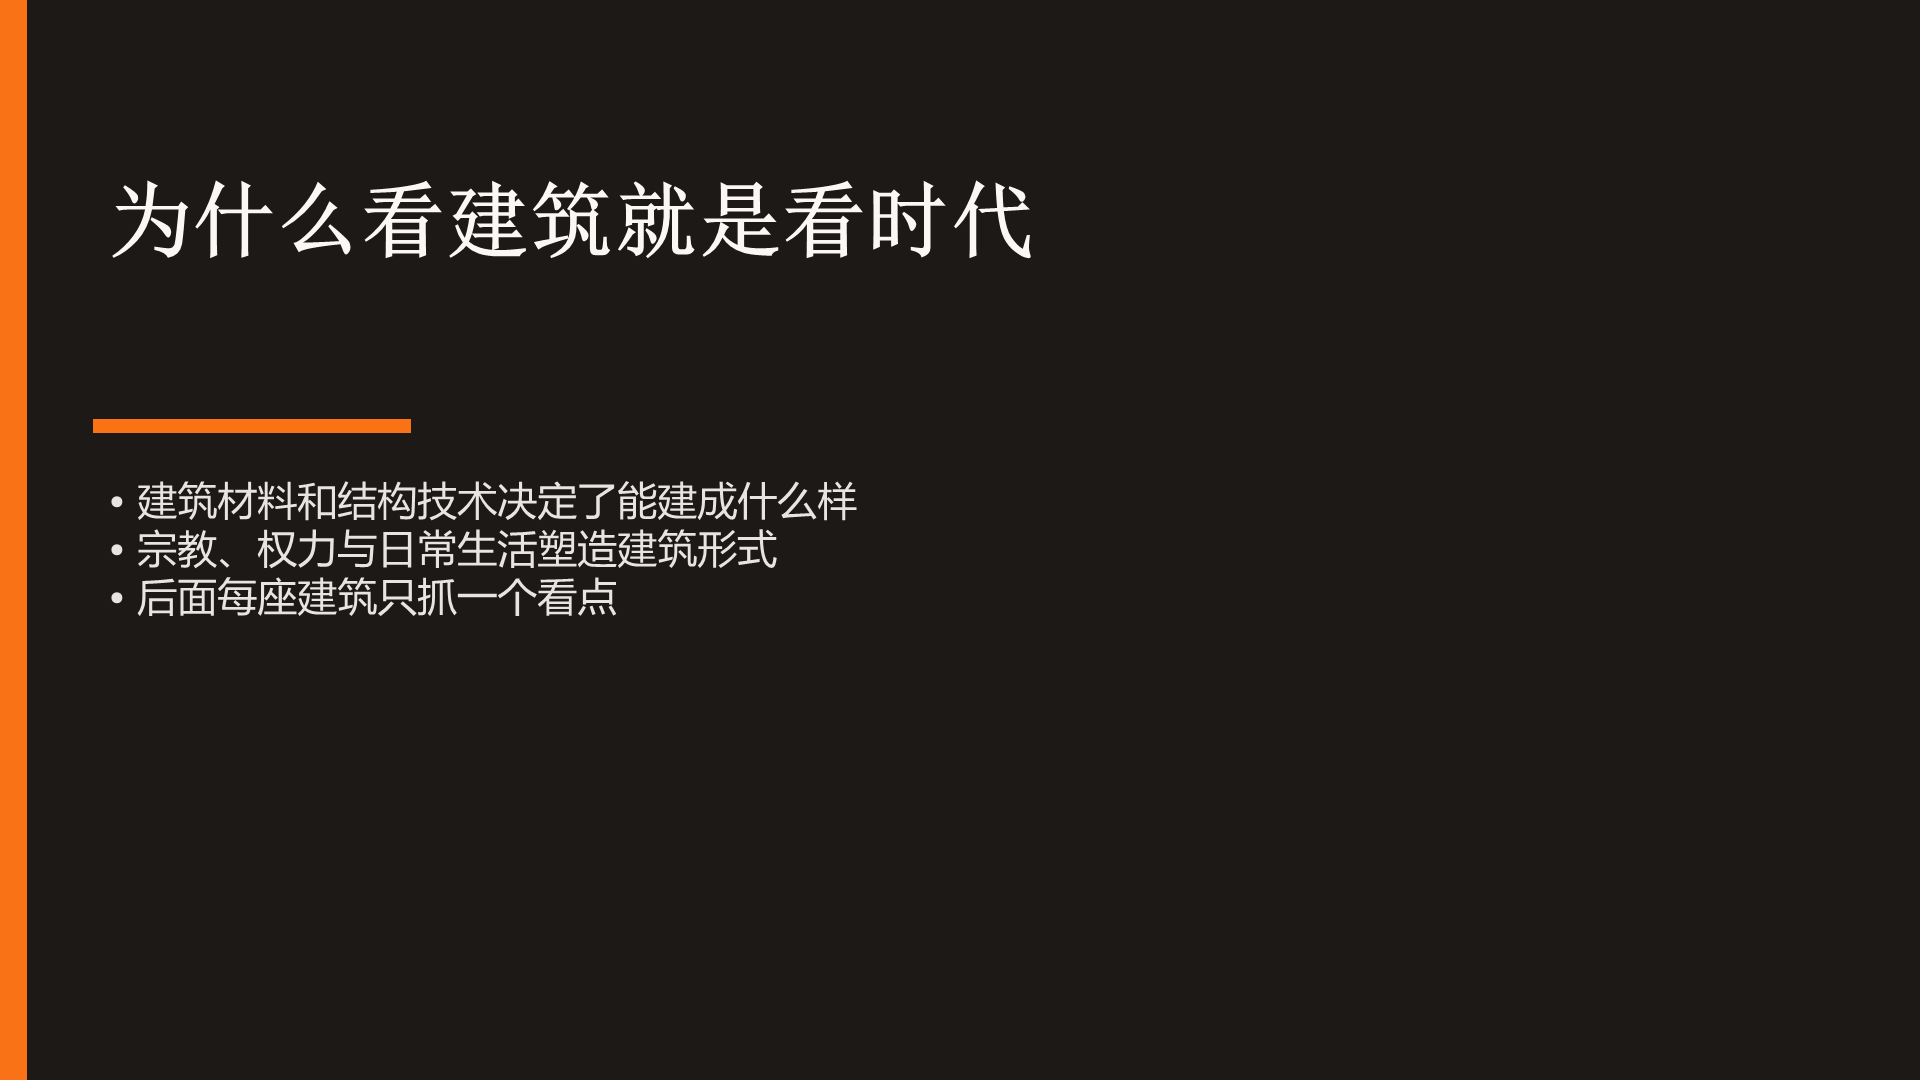 为什么看建筑就是看时代
• 建筑材料和结构技术决定了能建成什么样
• 宗教、权力与日常生活塑造建筑形式
• 后面每座建筑只抓一个看点